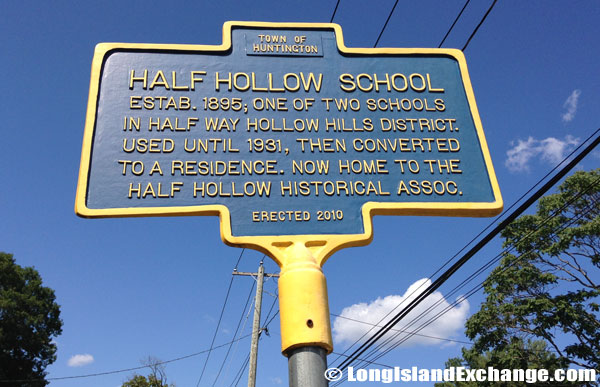 TOWN OF
HUNTINGTON
HALF HOLLOW SCHOOL
ESTAB. 1895; ONE OF TWO SCHOOLS
IN HALF WAY HOLLOW HILLS DISTRICT.
USED UNTIL 1931, THEN CONVERTED
TO A RESIDENCE. NOW HOME TO THE
HALF HOLLOW HISTORICAL ASSOC.
ERECTED 2010
© LongIslandExchange.com